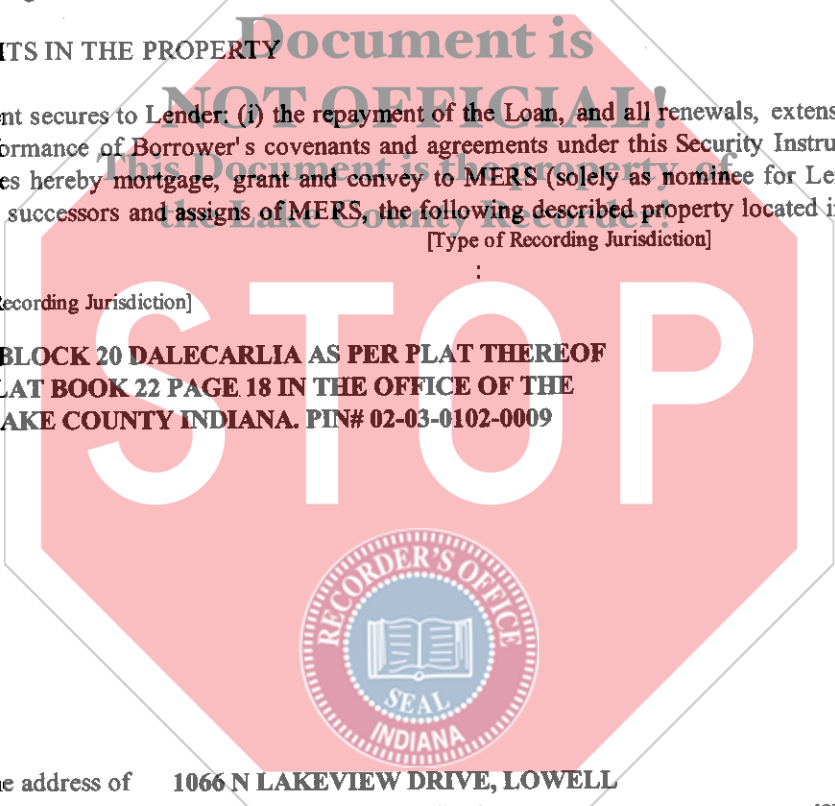 Document is
ITS IN THE PROPERTY
NOT OFFICIAL!
nt secures to Lender: (i) the repayment of the Loan, and all renewals, extens
ormance of Borrower's covenants and agreements under this Security Instru
This Document is the property of
es hereby mortgage, grant and convey to MERS (solely as nominee for Le
successors and assigns of MERS, the following described property located i
the Lake County Recorder!
[Type of Recording Jurisdiction]
:
Recording Jurisdiction]
BLOCK 20 DALECARLIA AS PER PLAT THEREOF
LAT BOOK 22 PAGE 18 IN THE OFFICE OF THE
AKE COUNTY INDIANA. PIN# 02-03-0102-0009
STOP
RECORDER'S OFFICE
SEAL
INDIANA
e address of 1066 N LAKEVIEW DRIVE, LOWELL